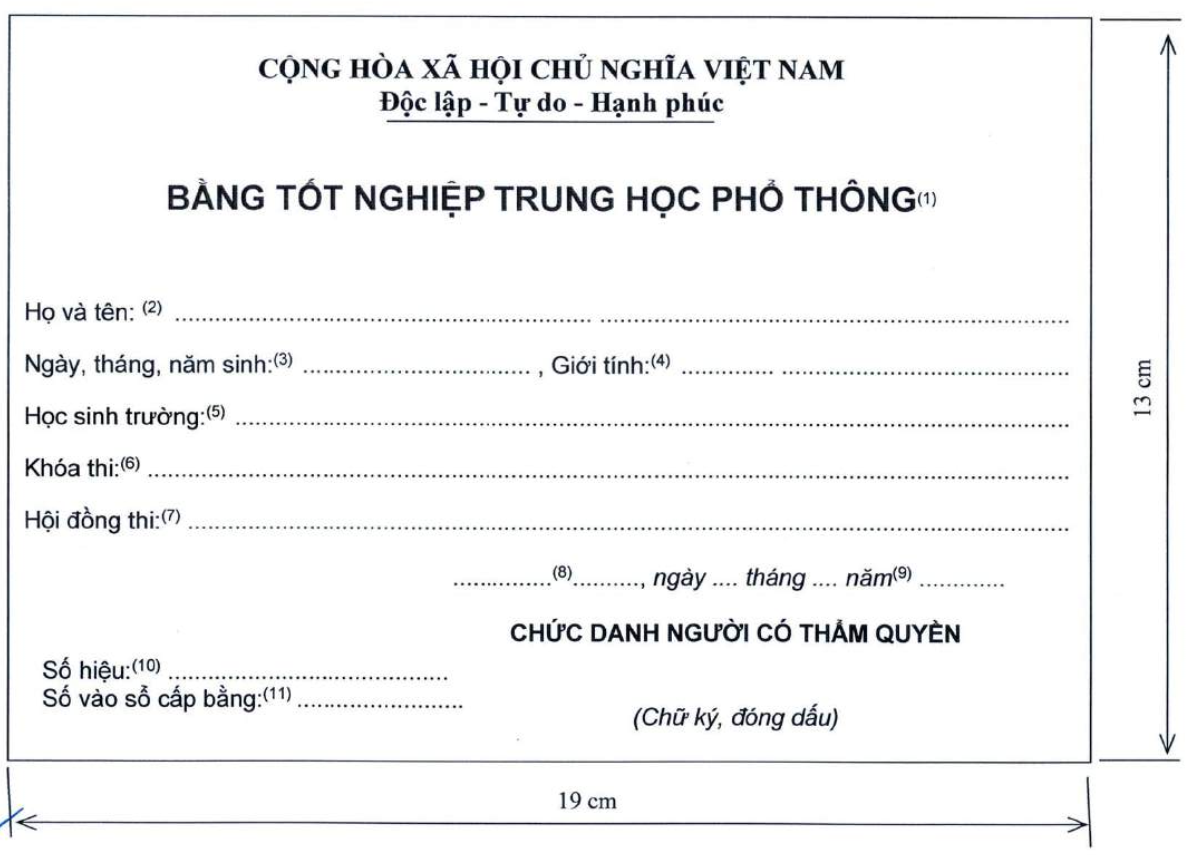 CỘNG HÒA XÃ HỘI CHỦ NGHĨA VIỆT NAM
Độc lập - Tự do - Hạnh phúc
BẰNG TỐT NGHIỆP TRUNG HỌC PHỔ THÔNG(1)
Họ và tên: (2) ........................................................................
Ngày, tháng, năm sinh:(3) .................................. , Giới tính:(4) ..................................
Học sinh trường:(5) ........................................................................
Khóa thi:(6) ........................................................................
Hội đồng thi:(7) ........................................................................
...............(8).........., ngày .... tháng .... năm(9) .............
CHỨC DANH NGƯỜI CÓ THẨM QUYỀN
Số hiệu:(10) ..........................................
Số vào sổ cấp bằng:(11) .........................
(Chữ ký, đóng dấu)
13 cm
19 cm